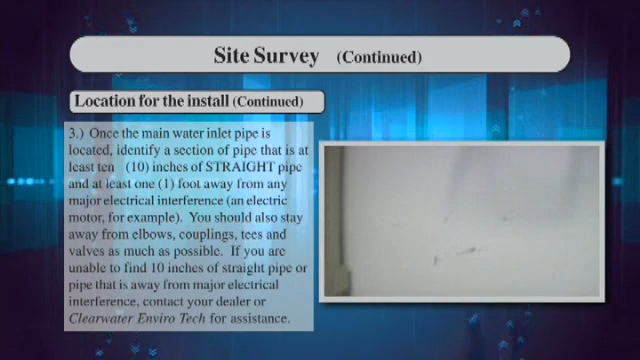 Site Survey (Continued)
Location for the install (Continued)
3.) Once the main water inlet pipe is
located, identify a section of pipe that is at
least ten (10) inches of STRAIGHT pipe
and at least one (1) foot away from any
major electrical interference (an electric
motor, for example). You should also stay
away from elbows, couplings, tees and
valves as much as possible. If you are
unable to find 10 inches of straight pipe or
pipe that is away from major electrical
interference, contact your dealer or
Clearwater Enviro Tech for assistance.